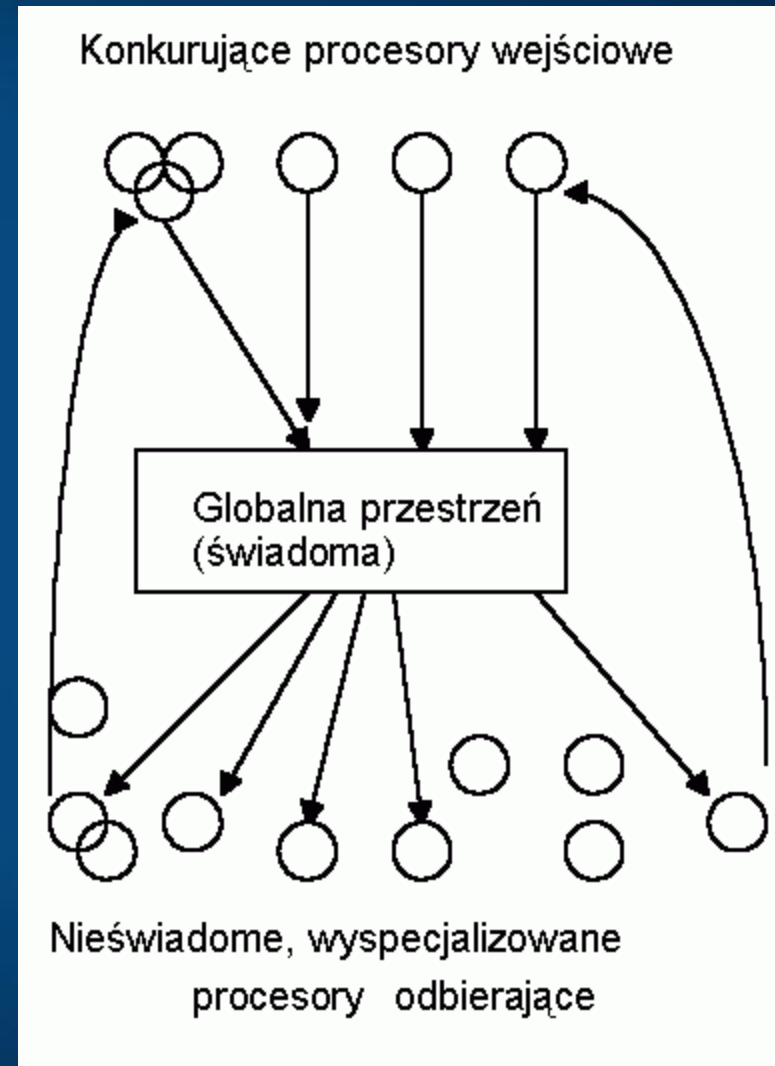 Konkurujące procesory wejściowe
Globalna przestrzeń
(świadoma)
Nieświadome, wyspecjalizowane
procesory odbierające